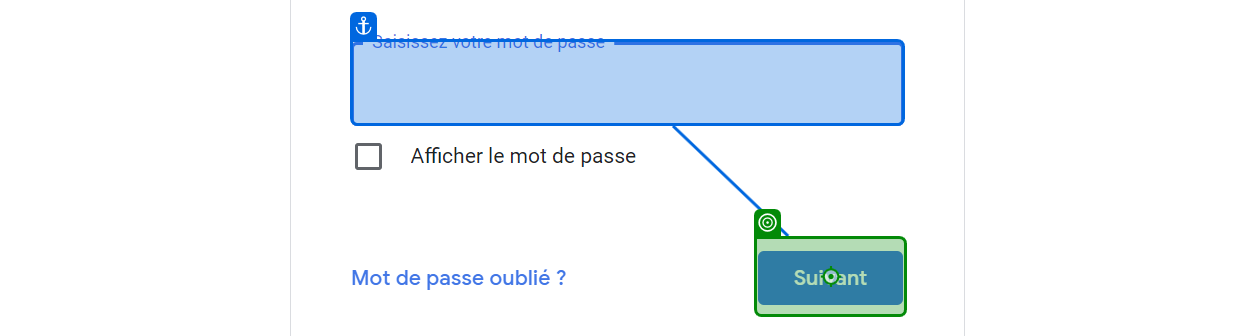 Saisissez votre mot de passe
Afficher le mot de passe
Mot de passe oublié ?
Suivant